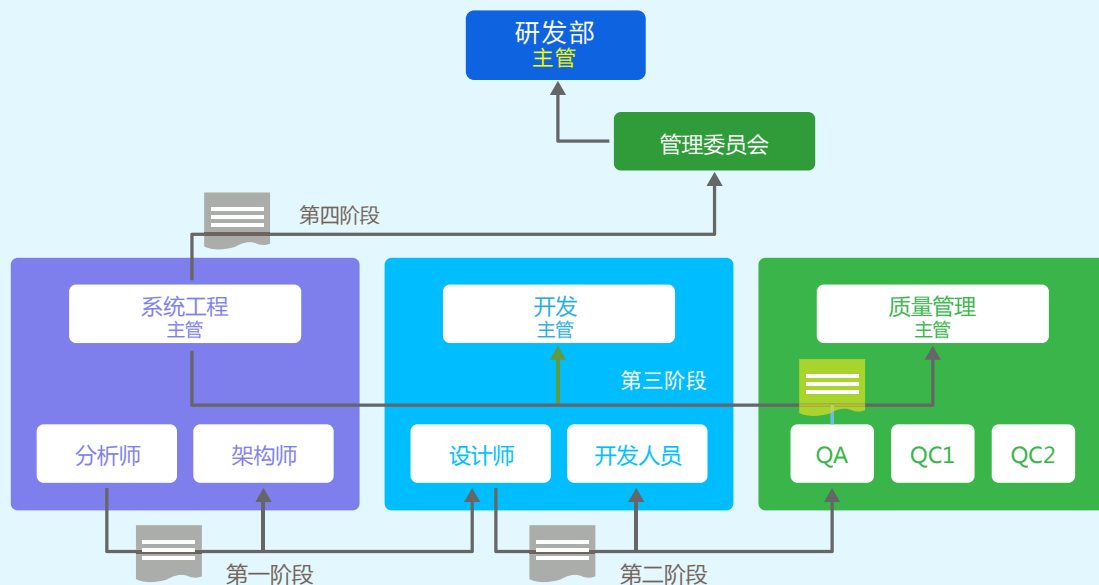 研发部
主管
管理委员会
第四阶段
系统工程
主管
开发
主管
质量管理
主管
第三阶段
分析师
架构师
设计师
开发人员
QA
QC1
QC2
第一阶段
第二阶段